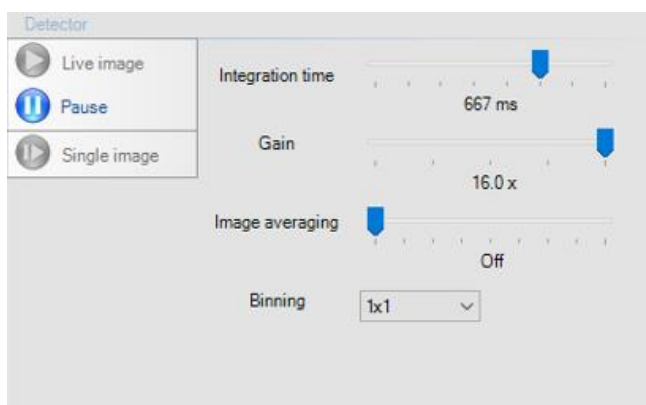 Detector
Live image
Pause
Single image
Integration time
667 ms
Gain
16.0 x
Image averaging
Off
Binning
1x1